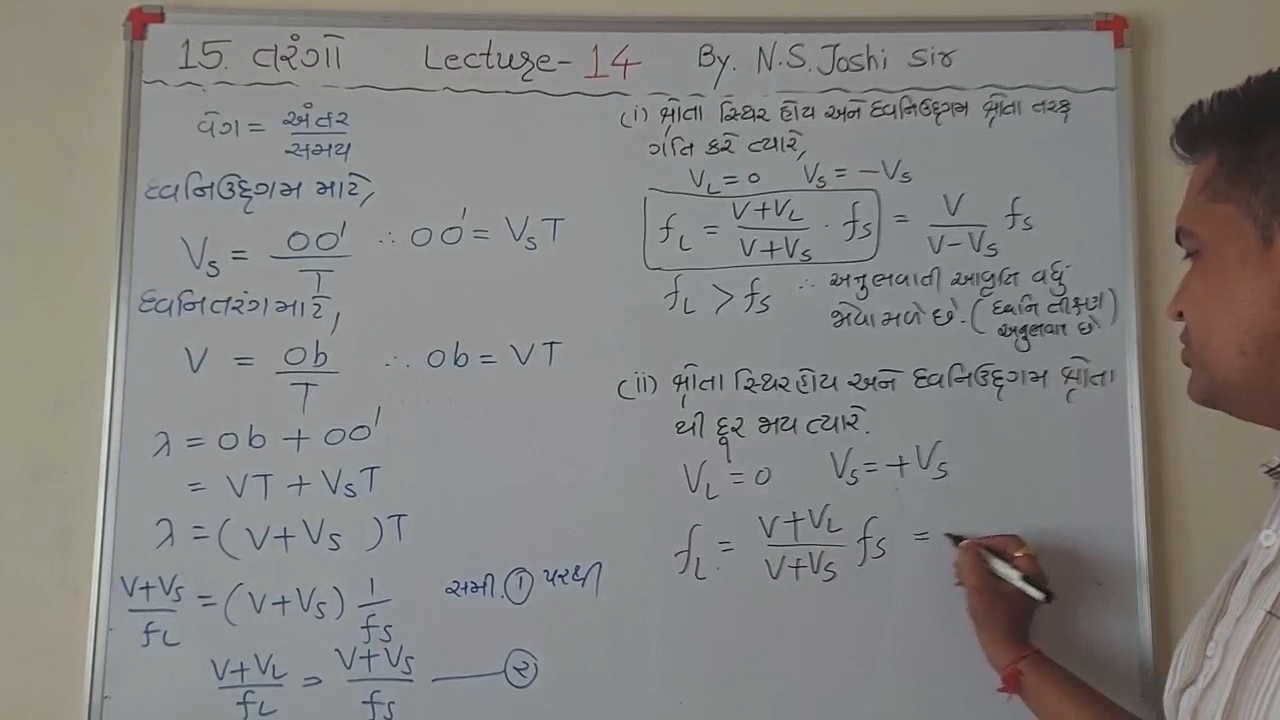 15. તરંગો Lecture-14 By. N.S. Joshi Sir
વેગ = અંતર / સમય
ધ્વનિઉદ્દગમ માટે,
Vs = OO' / T ∴ OO' = VsT
ધ્વનિતરંગ માટે,
V = Ob / T ∴ Ob = VT
λ = Ob + OO'
= VT + VsT
λ = (V+Vs )T
V+Vs / fL = (V+Vs) 1 / fs સમી. ① પરથી
V+VL / fL = V+Vs / fs —— ②
(i) શ્રોતા સ્થિર હોય અને ધ્વનિઉદ્દગમ શ્રોતા તરફ
ગતિ કરે ત્યારે,
VL = 0 Vs = -Vs
fL = V+VL / V+Vs . fs = V / V-Vs fs
fL > fs ∴ અનુભવાતી આવૃતિ વધું
મળે છે. (ધ્વનિ તીક્ષણ
અનુભવાય છે)
(ii) શ્રોતા સ્થિર હોય અને ધ્વનિઉદ્દગમ શ્રોતા
થી દૂર જાય ત્યારે.
VL = 0 Vs = +Vs
fL = V+VL / V+Vs fs =